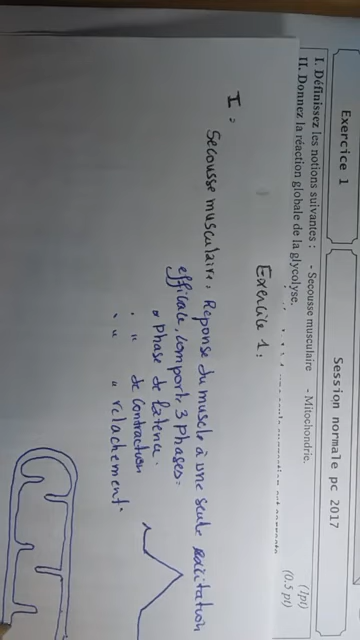 Exercice 1
Session normale pc 2017
I. Définissez les notions suivantes : - Secousse musculaire - Mitochondrie. (1pt)
II. Donnez la réaction globale de la glycolyse. (0.5 pt)
Exercice 1:
I:
Secousse musculaire: Réponse du muscle à une seule excitation
efficace, comporte 3 phases:
phase de latence.
" de contraction
" " relachement